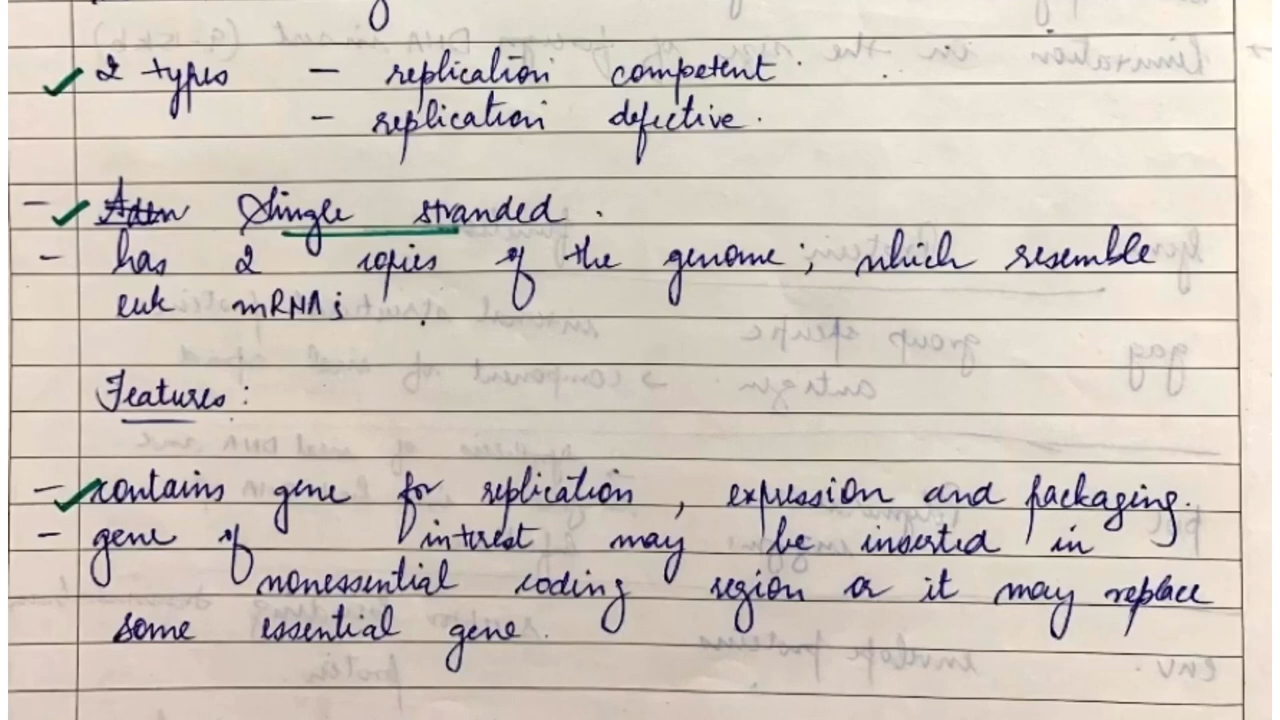 2 types - replication competent
- replication defective.
- Single stranded.
- has 2 copies of the genome; which resemble
euk mRNA;
Features:
- contains gene for replication, expression and packaging.
- gene of interest may be inserted in
nonessential coding region or it may replace
some essential gene.